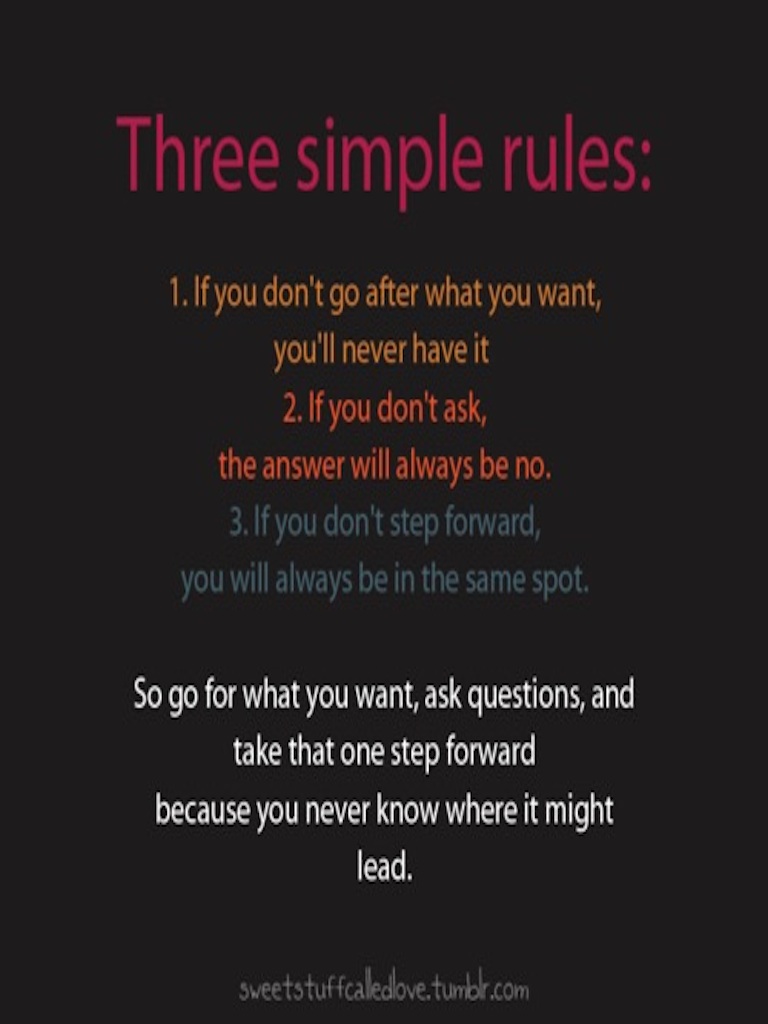 Three simple rules:
1. If you don't go after what you want,
you'll never have it
2. If you don't ask,
the answer will always be no.
3. If you don't step forward,
you will always be in the same spot.
So go for what you want, ask questions, and
take that one step forward
because you never know where it might
lead.
sweetstuffcalledlove.tumblr.com